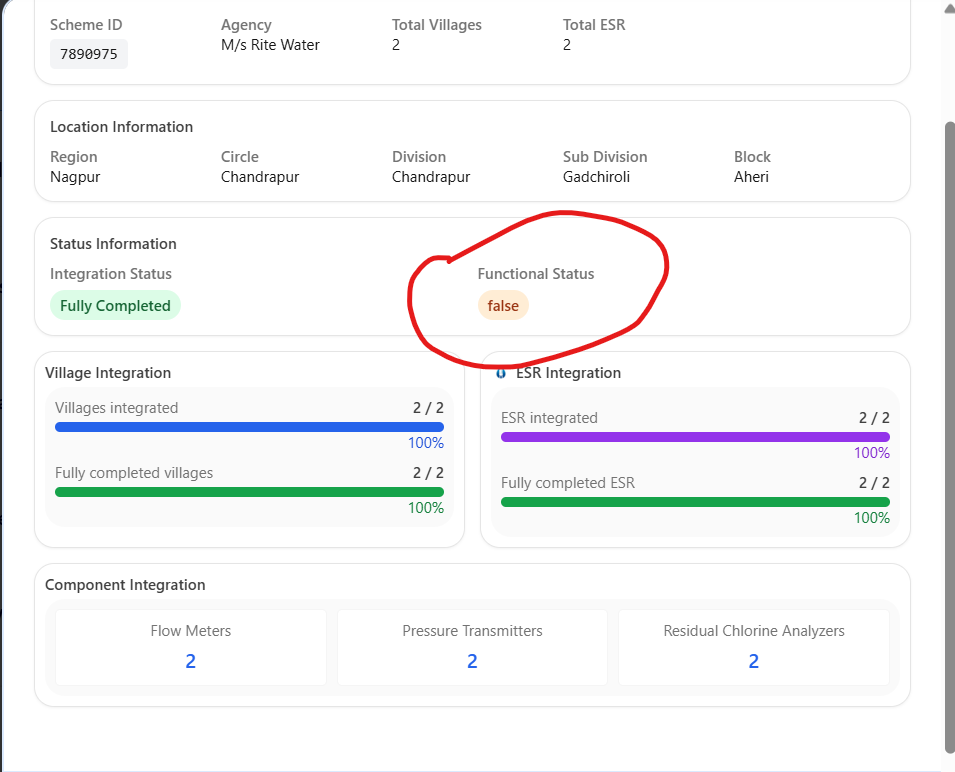 Scheme ID Agency Total Villages Total ESR
7890975 M/s Rite Water 2 2
Location Information
Region Circle Division Sub Division Block
Nagpur Chandrapur Chandrapur Gadchiroli Aheri
Status Information
Integration Status Functional Status
Fully Completed false
Village Integration
Villages integrated 2 / 2
100%
Fully completed villages 2 / 2
100%
ESR Integration
ESR integrated 2 / 2
100%
Fully completed ESR 2 / 2
100%
Component Integration
Flow Meters Pressure Transmitters Residual Chlorine Analyzers
2 2 2